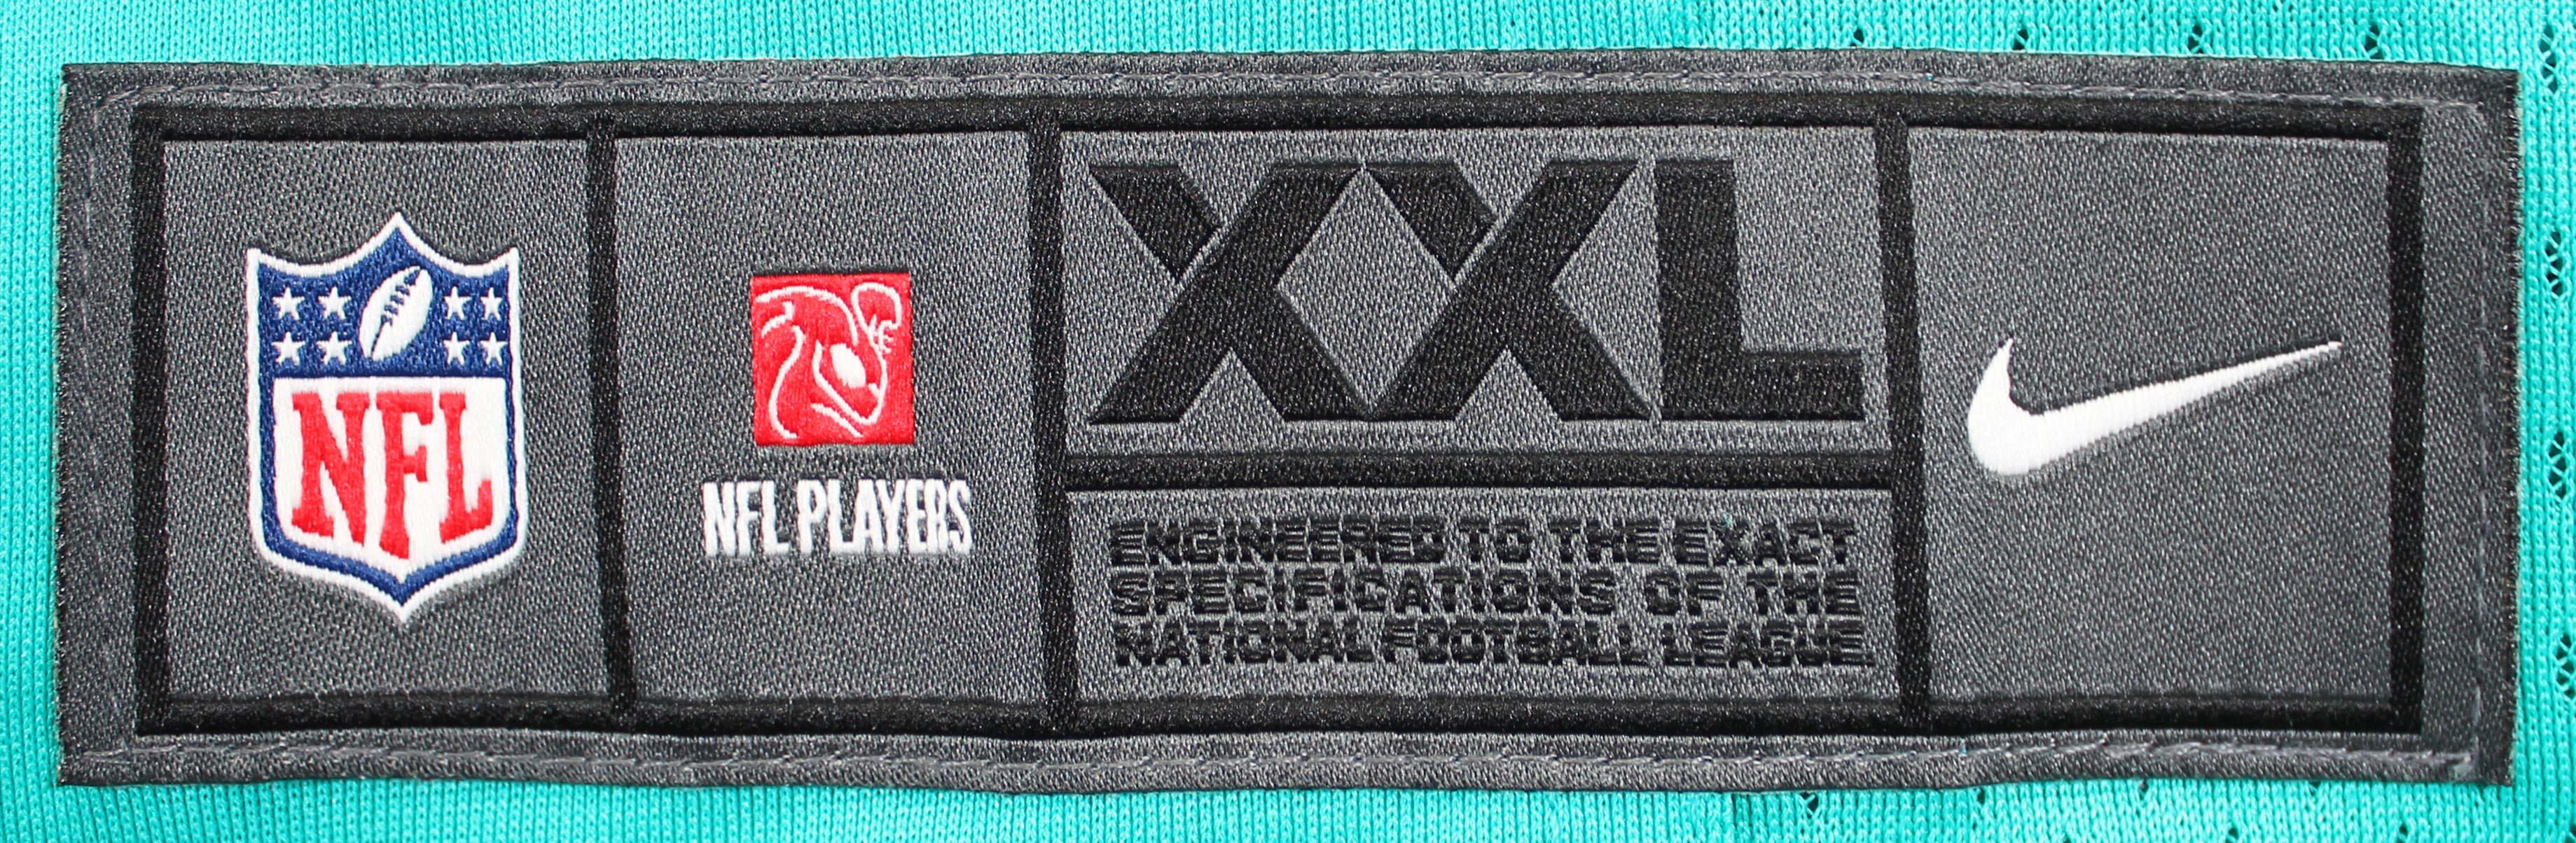 NFL
NFL PLAYERS
XXL
ENGINEERED TO THE EXACT
SPECIFICATIONS OF THE
NATIONAL FOOTBALL LEAGUE.